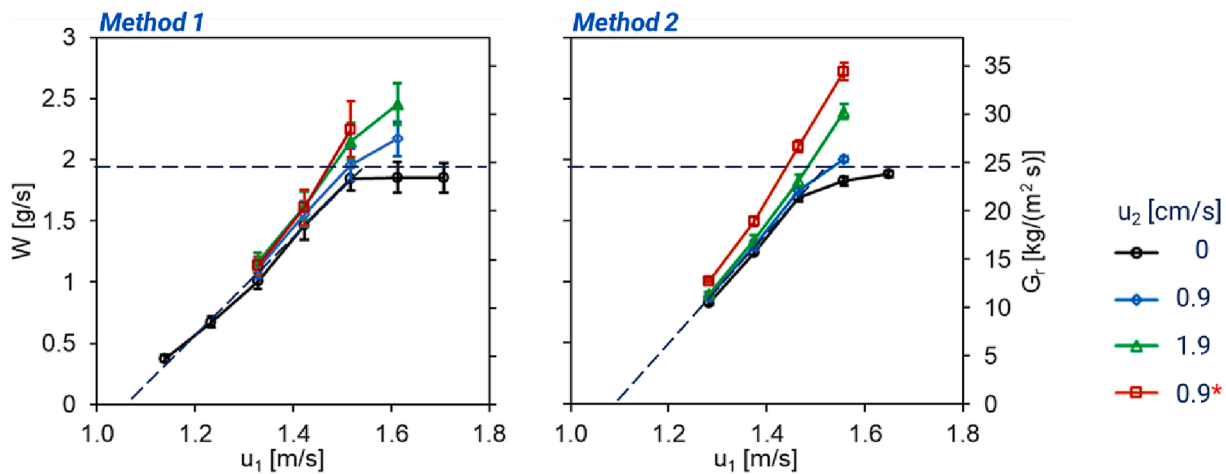 Method 1
Method 2
3
2.5
2
1.5
1
0.5
0
W [g/s]
1.0 1.2 1.4 1.6 1.8
u₁ [m/s]
35
30
25
20
15
10
5
0
Gᵣ [kg/(m² s)]
1.0 1.2 1.4 1.6 1.8
u₁ [m/s]
u₂ [cm/s]
0
0.9
1.9
0.9*